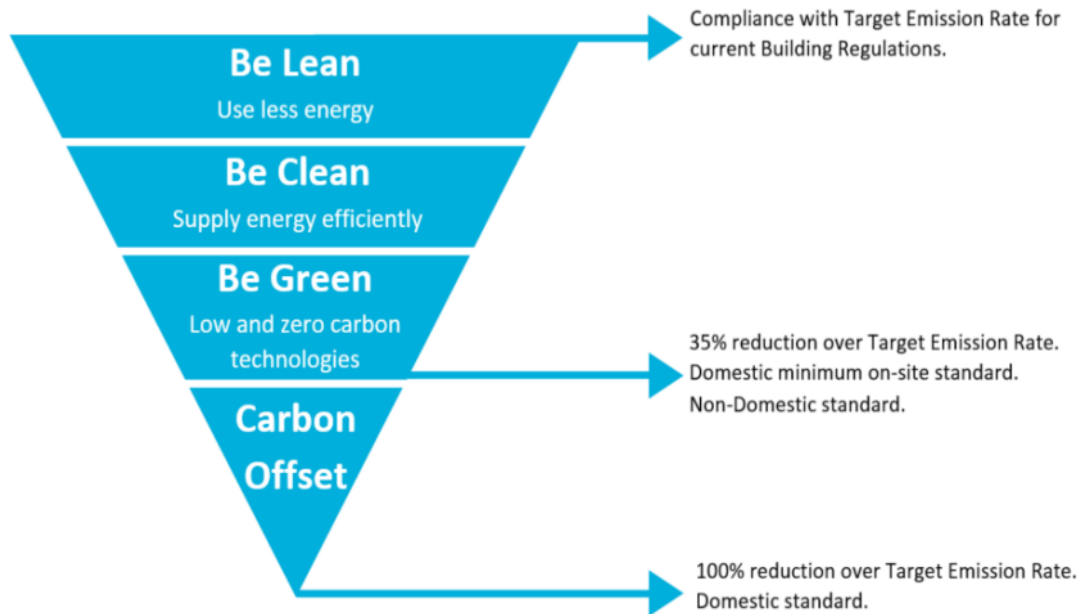 Compliance with Target Emission Rate for
current Building Regulations.
Be Lean
Use less energy
Be Clean
Supply energy efficiently
Be Green
Low and zero carbon
technologies
35% reduction over Target Emission Rate.
Domestic minimum on-site standard.
Non-Domestic standard.
Carbon
Offset
100% reduction over Target Emission Rate.
Domestic standard.